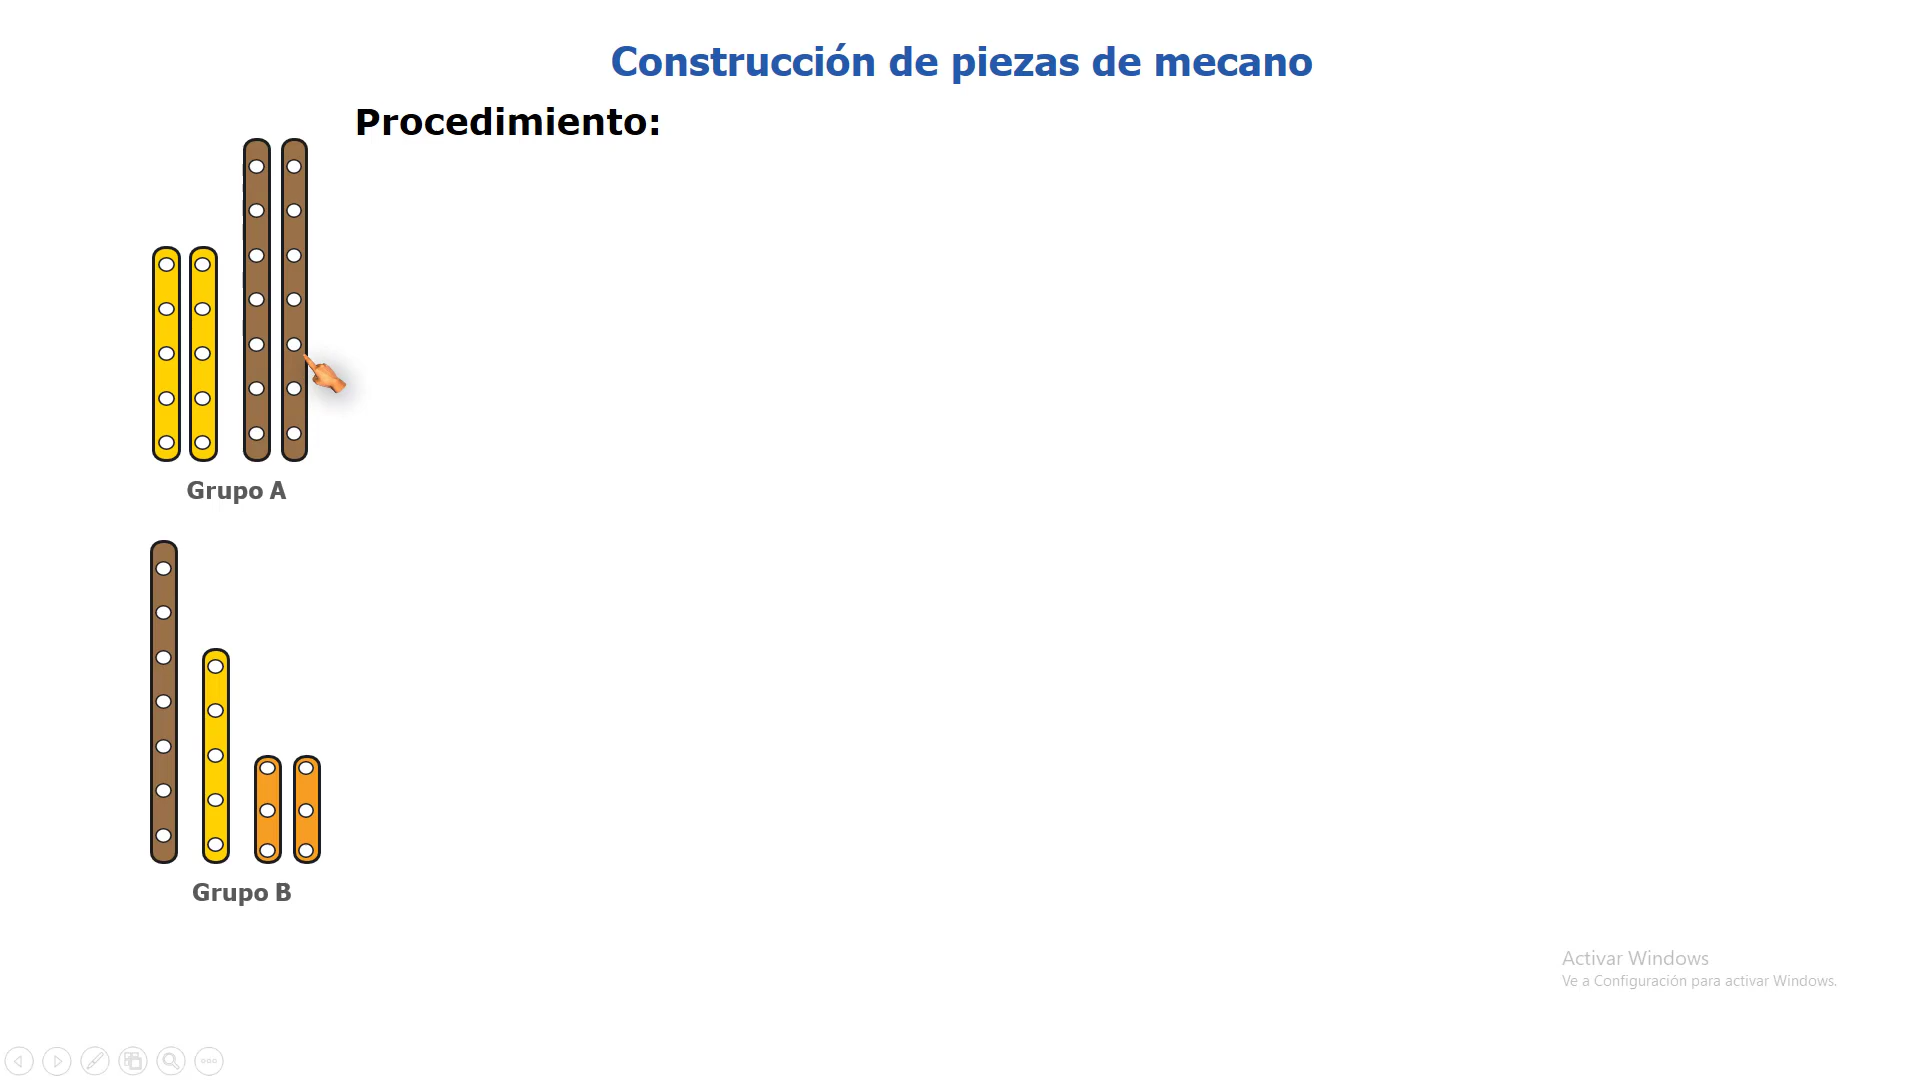 Construcción de piezas de mecano
Procedimiento:
Grupo A
Grupo B
Activar Windows
Ve a Configuración para activar Windows.